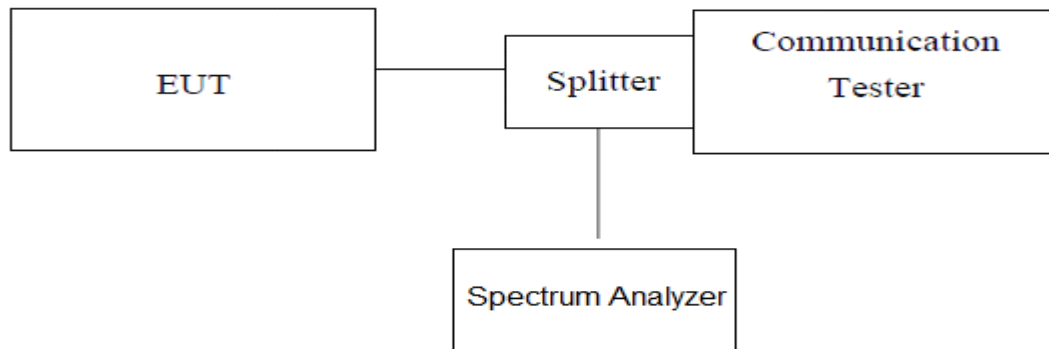 EUT
Splitter
Communication
Tester
Spectrum Analyzer